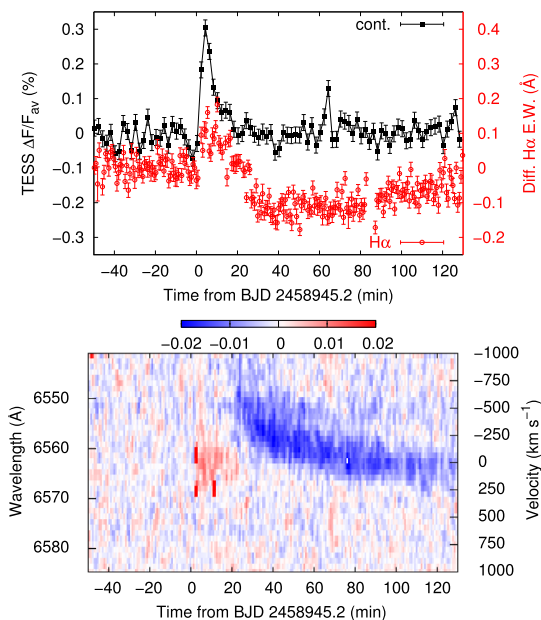 0.3
0.2
0.1
0
−0.1
−0.2
−0.3
TESS ΔF/Fav (%)
cont.
Hα
0.4
0.3
0.2
0.1
0
−0.1
−0.2
Diff. Hα E.W. (Å)
−40 −20 0 20 40 60 80 100 120
Time from BJD 2458945.2 (min)
−0.02 −0.01 0 0.01 0.02
6550
6560
6570
6580
Wavelength (Å)
−1000
−750
−500
−250
0
250
500
750
1000
Velocity (km s⁻¹)
−40 −20 0 20 40 60 80 100 120
Time from BJD 2458945.2 (min)